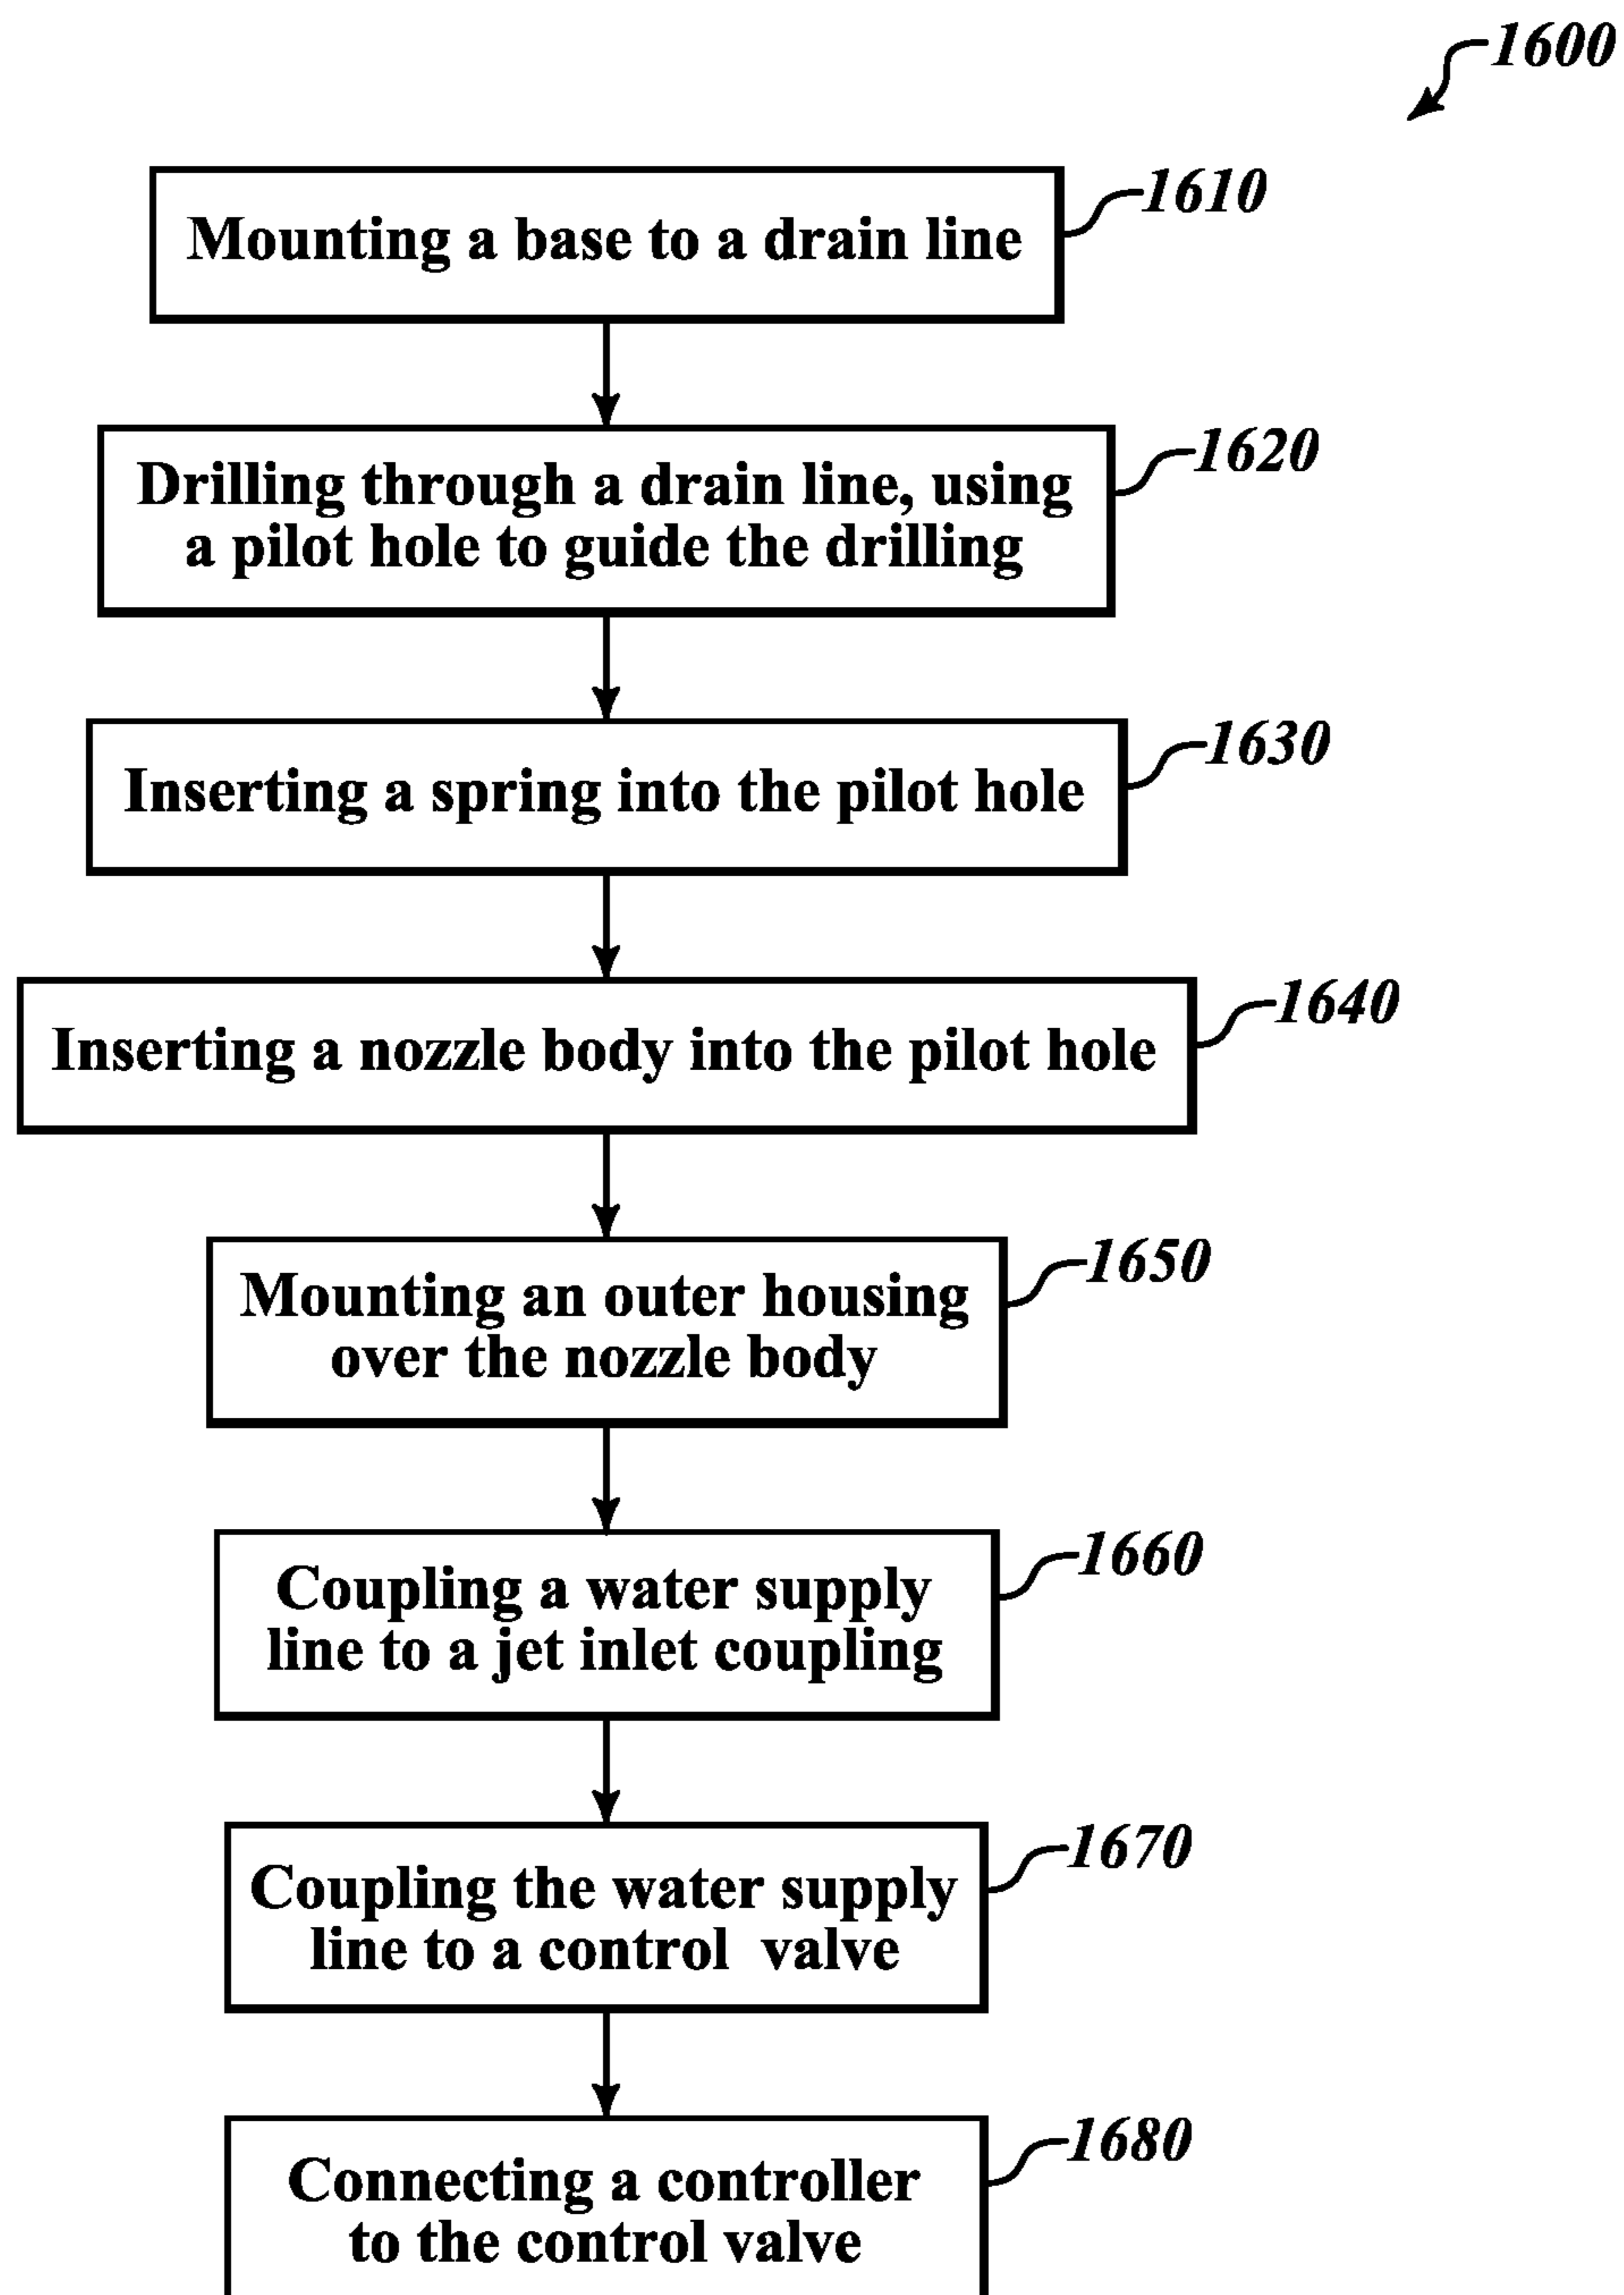 1600
1610
Mounting a base to a drain line
1620
Drilling through a drain line, using
a pilot hole to guide the drilling
1630
Inserting a spring into the pilot hole
1640
Inserting a nozzle body into the pilot hole
1650
Mounting an outer housing
over the nozzle body
1660
Coupling a water supply
line to a jet inlet coupling
1670
Coupling the water supply
line to a control valve
1680
Connecting a controller
to the control valve